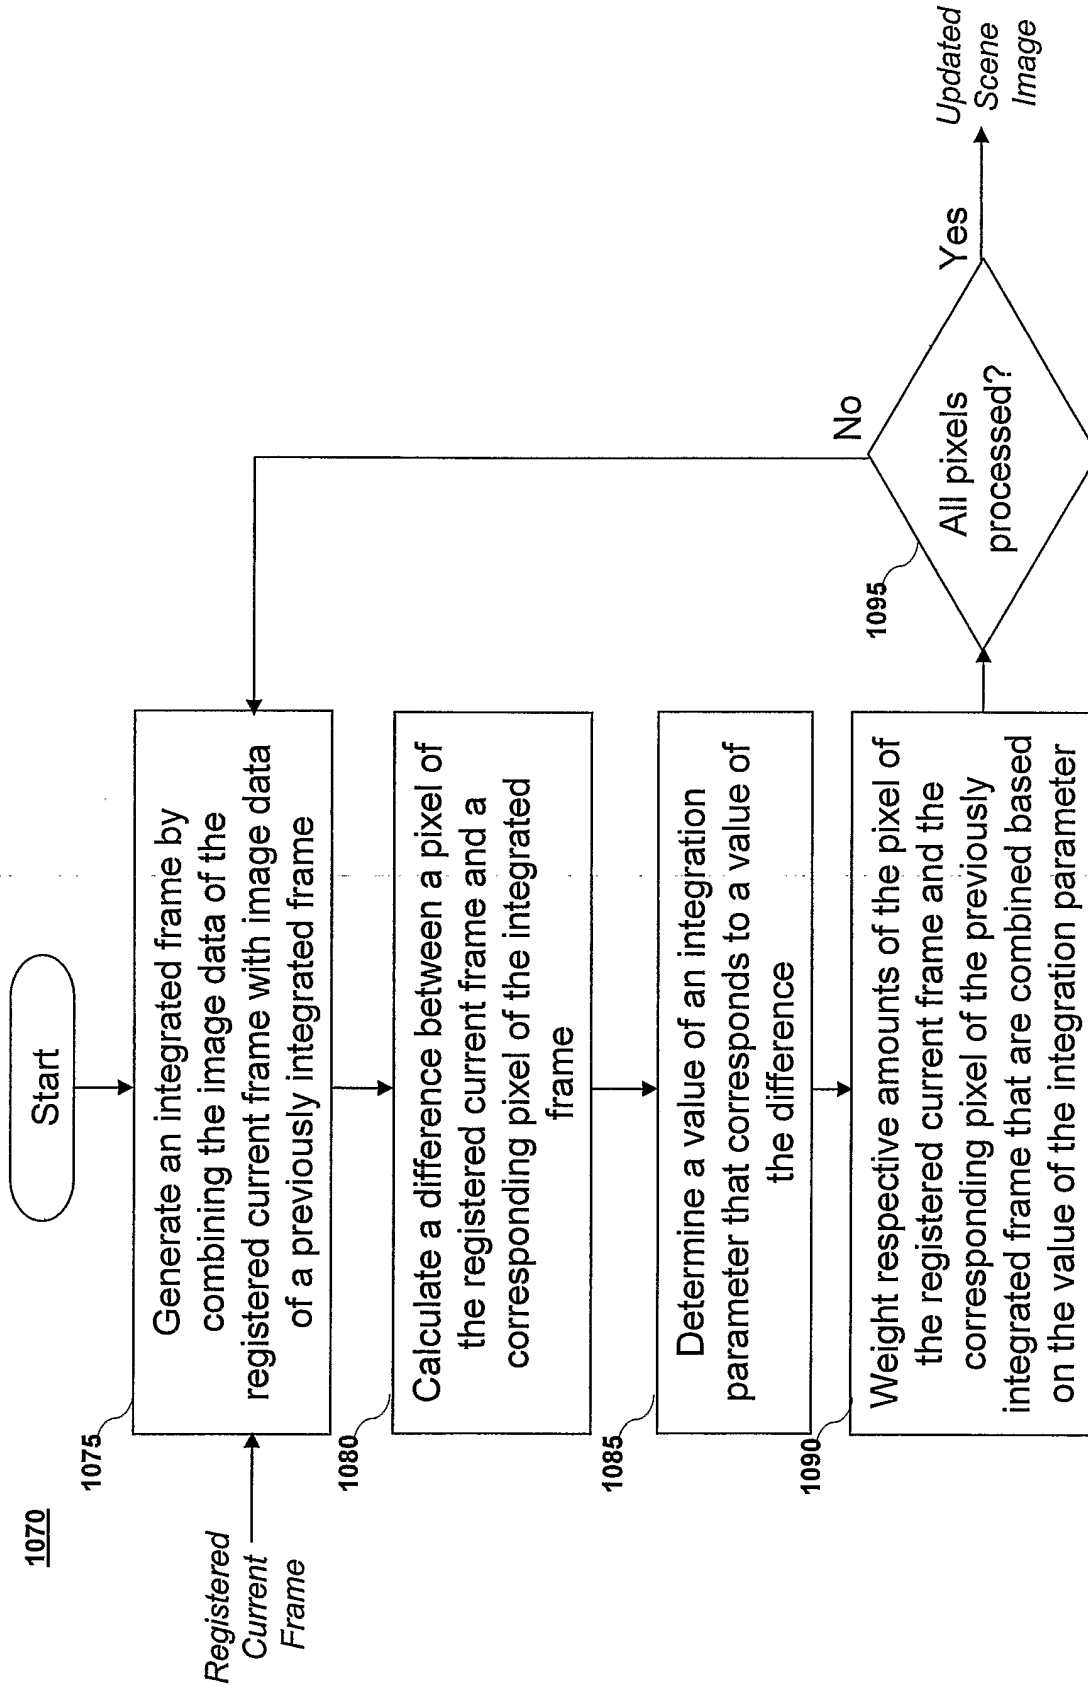 1070
Start
Registered
Current
Frame
1075
Generate an integrated frame by
combining the image data of the
registered current frame with image data
of a previously integrated frame
1080
Calculate a difference between a pixel of
the registered current frame and a
corresponding pixel of the integrated
frame
1085
Determine a value of an integration
parameter that corresponds to a value of
the difference
1090
Weight respective amounts of the pixel of
the registered current frame and the
corresponding pixel of the previously
integrated frame that are combined based
on the value of the integration parameter
1095
All pixels
processed?
No
Yes
Updated
Scene
Image